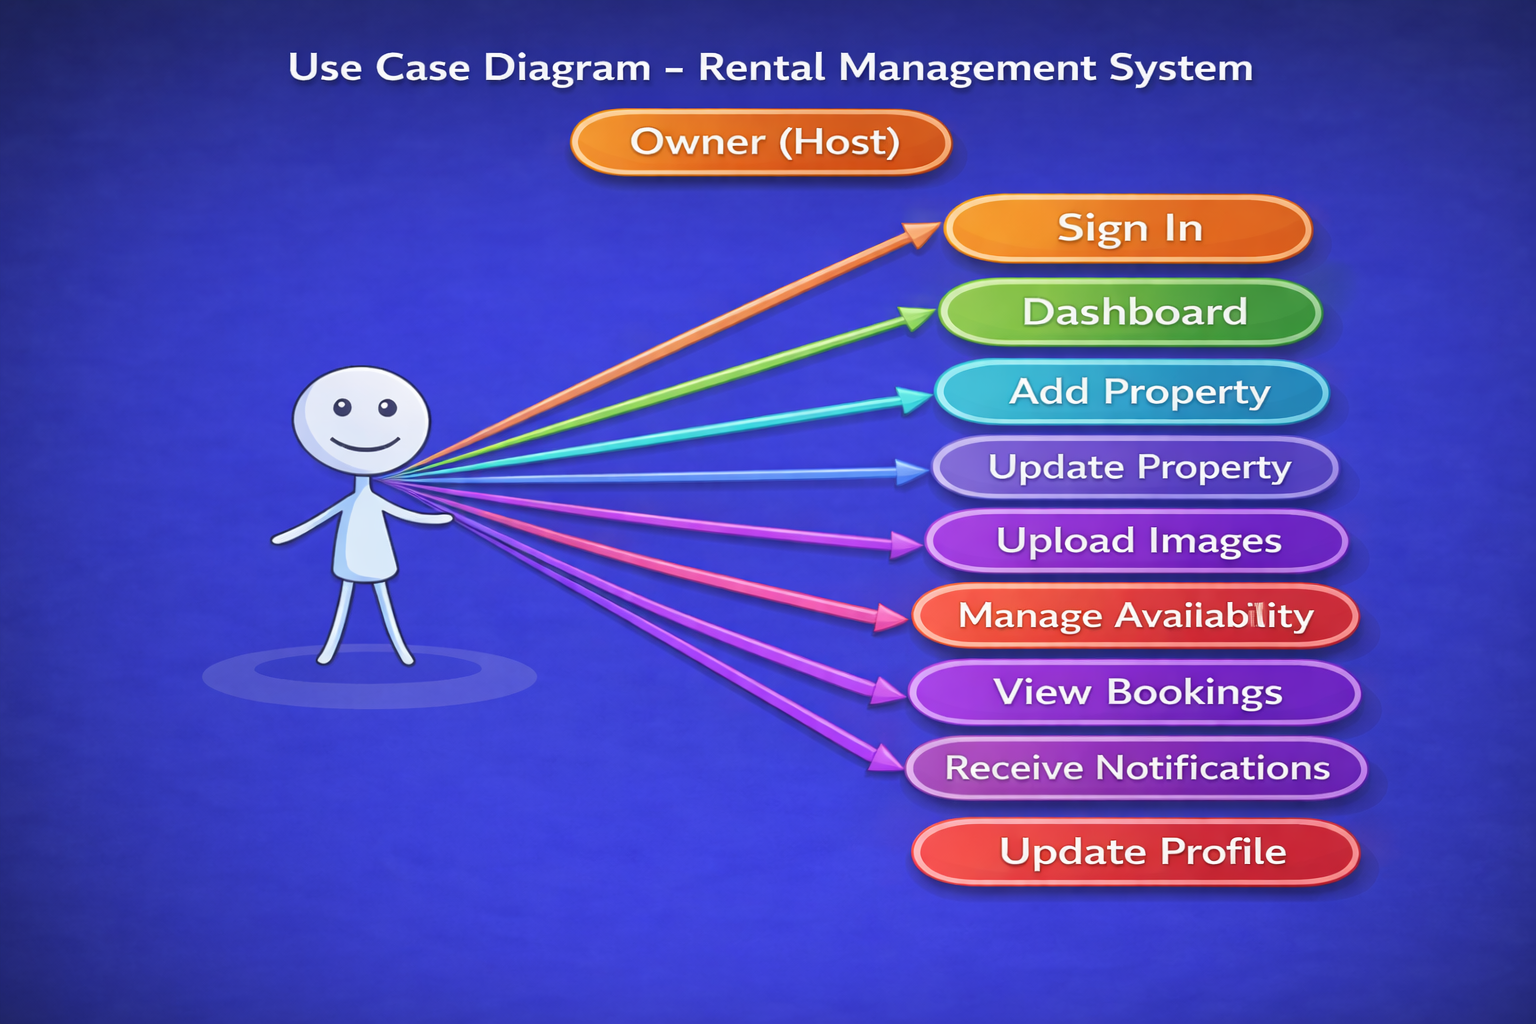 Use Case Diagram – Rental Management System
Owner (Host)
Sign In
Dashboard
Add Property
Update Property
Upload Images
Manage Avaiiability
View Bookings
Receive Notifications
Update Profile